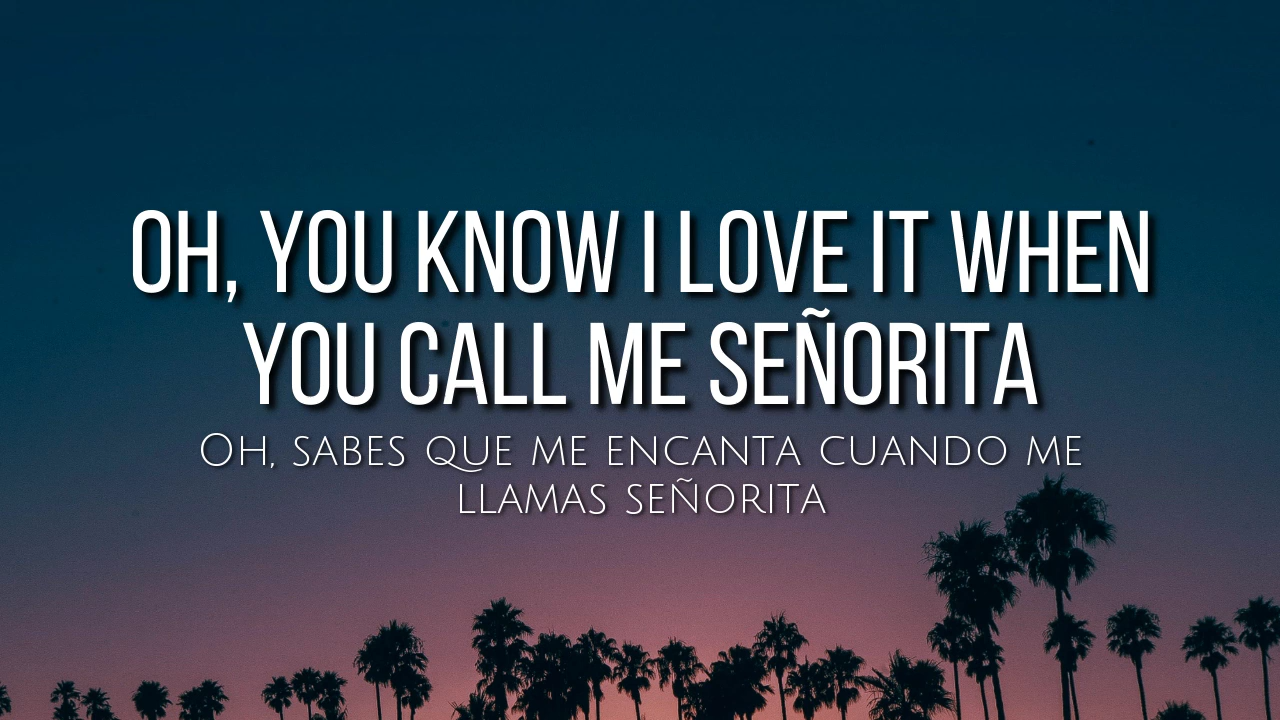 OH, YOU KNOW I LOVE IT WHEN
YOU CALL ME SEÑORITA
Oh, sabes que me encanta cuando me
llamas señorita